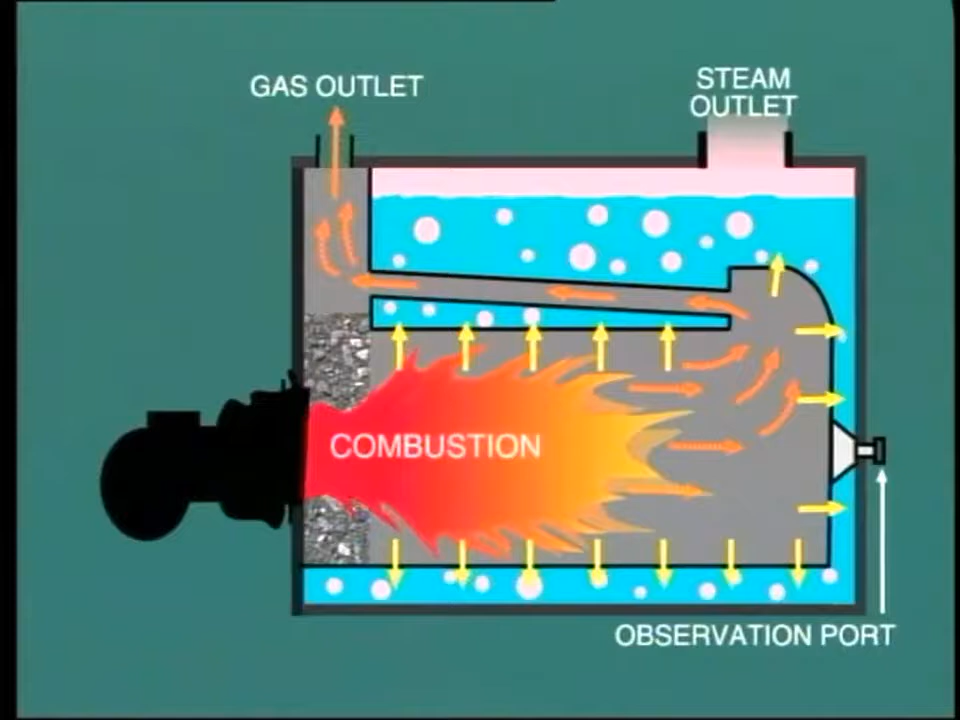 GAS OUTLET
STEAM
OUTLET
COMBUSTION
OBSERVATION PORT